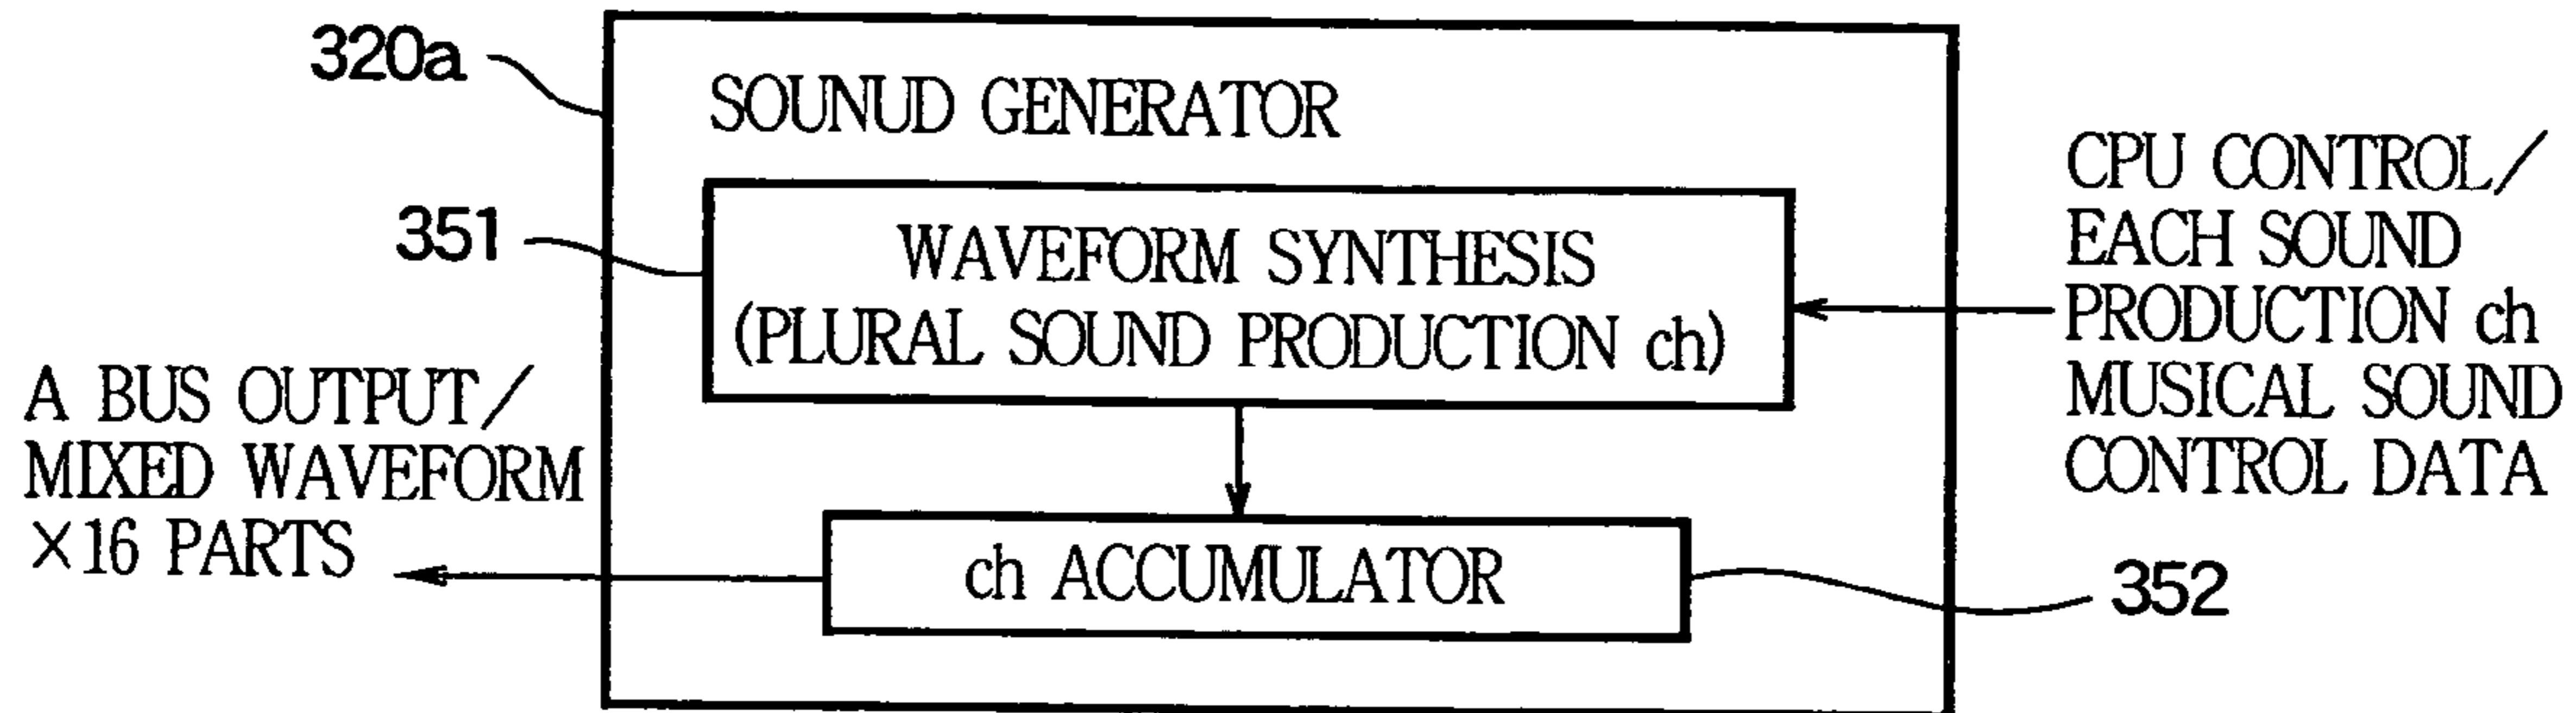 320a
SOUNUD GENERATOR
351
WAVEFORM SYNTHESIS
(PLURAL SOUND PRODUCTION ch)
CPU CONTROL/
EACH SOUND
PRODUCTION ch
MUSICAL SOUND
CONTROL DATA
A BUS OUTPUT/
MIXED WAVEFORM
×16 PARTS
ch ACCUMULATOR
352